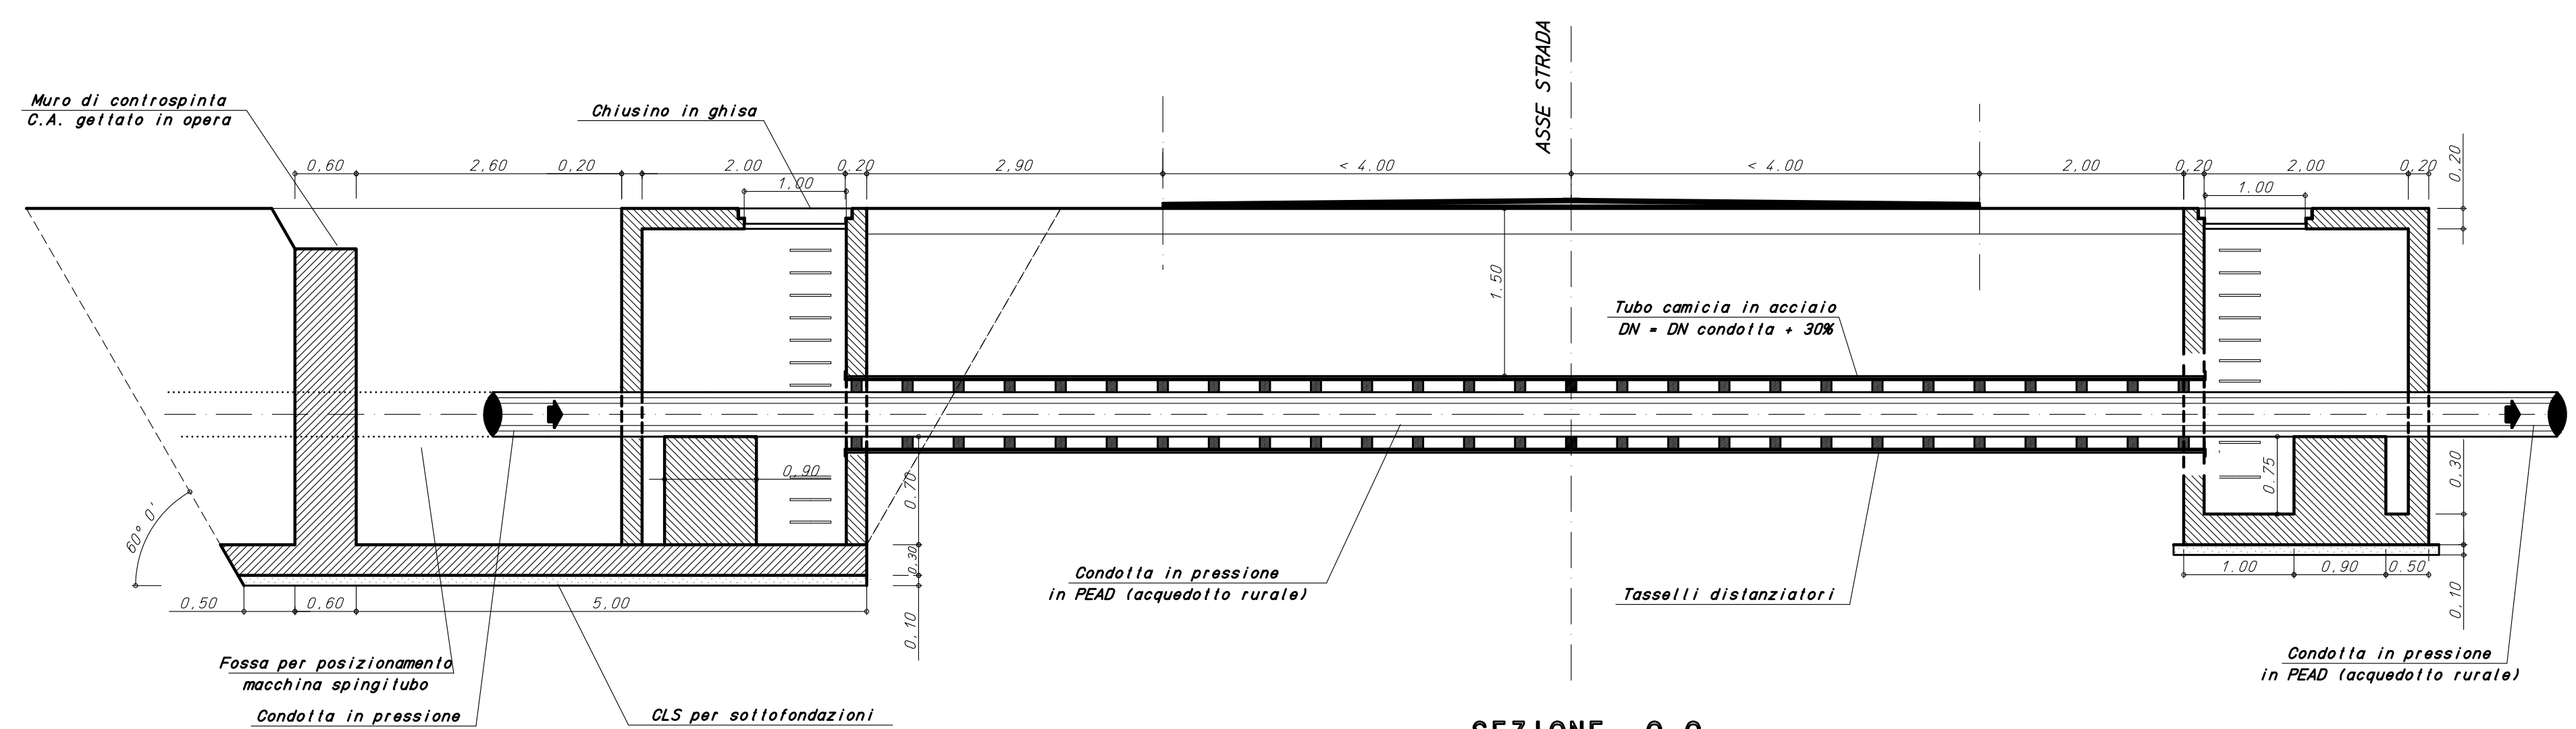 ASSE STRADA
Muro di controspinta
C.A. gettato in opera
Chiusino in ghisa
0,60
2,60
0,20
2.00
0,20
2,90
< 4.00
< 4.00
2,00
0,20
2,00
0,20
0,20
1,00
1.00
1.50
Tubo camicia in acciaio
DN = DN condotta + 30%
0,90
0.70
0.75
0,30
60° 0'
0,30
0,10
0,50
0,60
5,00
1.00
0,90
0.50
0,10
Condotta in pressione
in PEAD (acquedotto rurale)
Tasselli distanziatori
Fossa per posizionamento
macchina spingitubo
Condotta in pressione
CLS per sottofondazioni
Condotta in pressione
in PEAD (acquedotto rurale)
SEZIONE